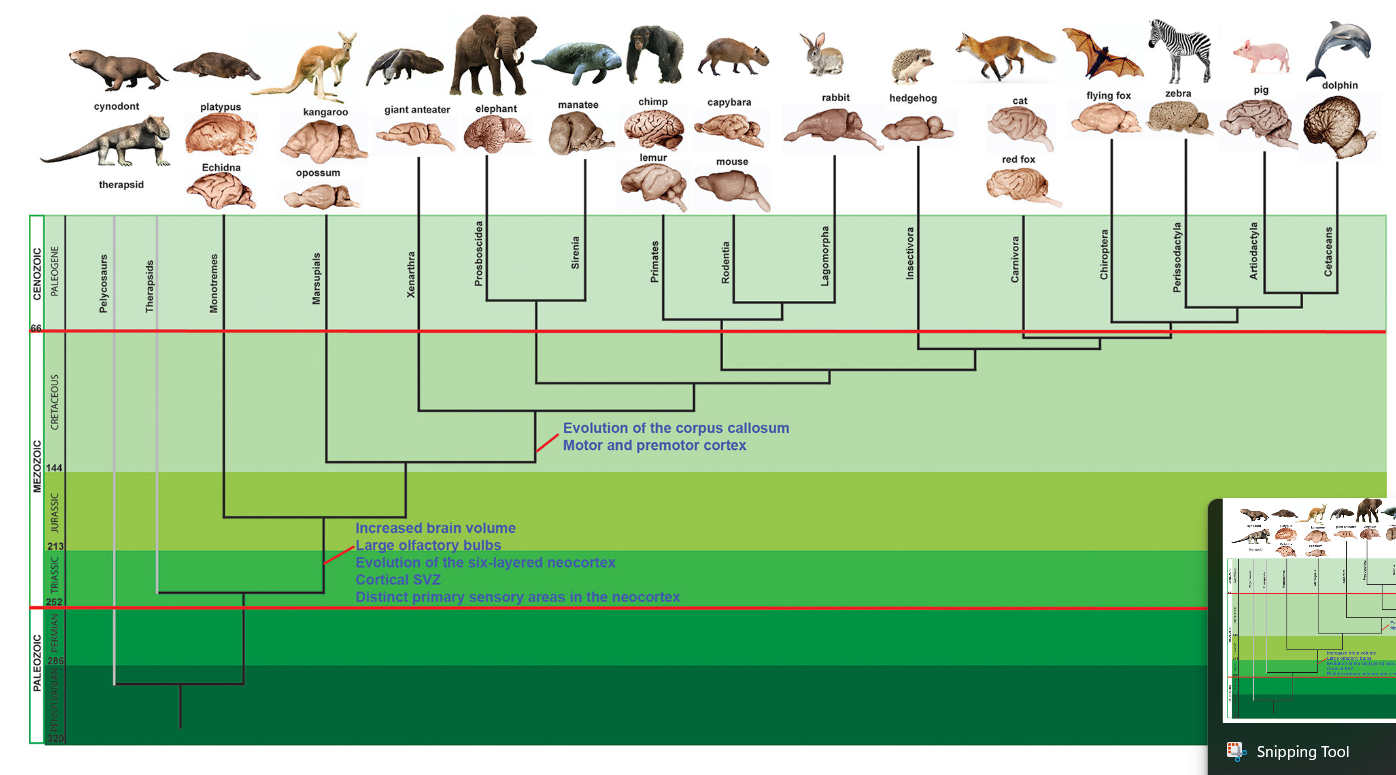 cynodont
platypus
kangaroo
giant anteater
elephant
manatee
chimp
capybara
rabbit
hedgehog
cat
flying fox
zebra
pig
dolphin
therapsid
Echidna
opossum
lemur
mouse
red fox
CENOZOIC
PALEOGENE
Pelycosaurs
Therapsids
Monotremes
Marsupials
Xenarthra
Prosboscidea
Sirenia
Primates
Rodentia
Lagomorpha
Insectivora
Carnivora
Chiroptera
Perissodactyla
Artiodactyla
Cetaceans
66
MEZOZOIC
CRETACEOUS
Evolution of the corpus callosum
Motor and premotor cortex
144
JURASSIC
Increased brain volume
Large olfactory bulbs
213
Evolution of the six-layered neocortex
TRIASSIC
Cortical SVZ
Distinct primary sensory areas in the neocortex
252
PALEOZOIC
PERMIAN
286
PENSYLVANIAN
320
Snipping Tool